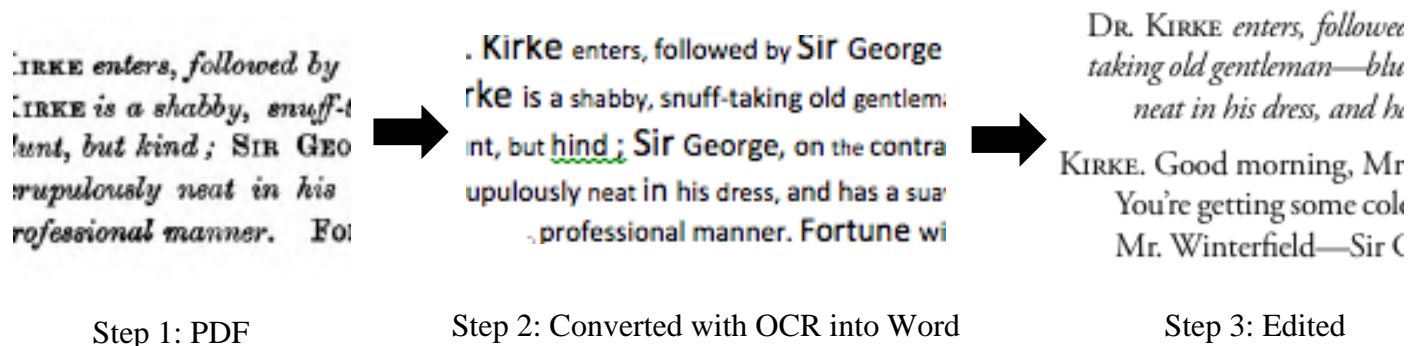 IRKE enters, followed by
IRKE is a shabby, snuff-t
lunt, but kind; SIR GEO
rupulously neat in his
rofessional manner. For
. Kirke enters, followed by Sir George
rke is a shabby, snuff-taking old gentlem
nt, but hind ; Sir George, on the contra
upulously neat in his dress, and has a sua
professional manner. Fortune wi
DR. KIRKE enters, followed
taking old gentleman—blu
neat in his dress, and ha
KIRKE. Good morning, Mr
You're getting some cold
Mr. Winterfield—Sir G
Step 1: PDF
Step 2: Converted with OCR into Word
Step 3: Edited